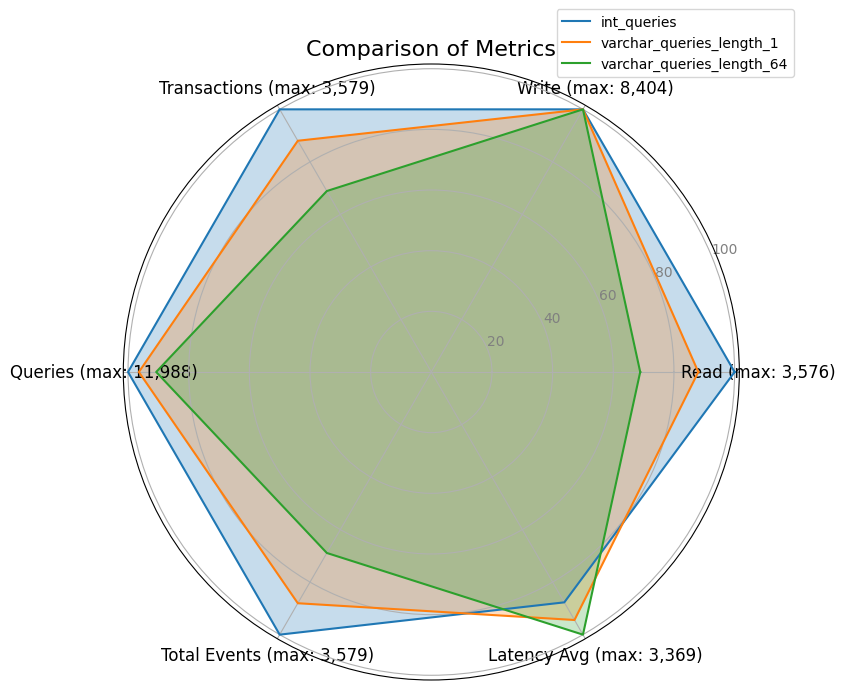 int_queries
varchar_queries_length_1
varchar_queries_length_64
Comparison of Metrics
Transactions (max: 3,579)
Write (max: 8,404)
100
80
60
40
20
Queries (max: 11,988)
Read (max: 3,576)
Total Events (max: 3,579)
Latency Avg (max: 3,369)